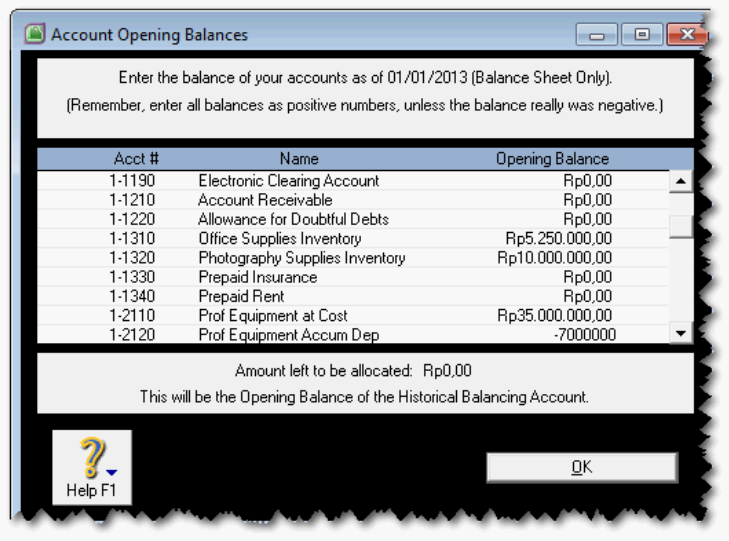 Account Opening Balances
Enter the balance of your accounts as of 01/01/2013 (Balance Sheet Only).
(Remember, enter all balances as positive numbers, unless the balance really was negative.)
Acct # Name Opening Balance
1-1190 Electronic Clearing Account Rp0,00
1-1210 Account Receivable Rp0,00
1-1220 Allowance for Doubtful Debts Rp0,00
1-1310 Office Supplies Inventory Rp5.250.000,00
1-1320 Photography Supplies Inventory Rp10.000.000,00
1-1330 Prepaid Insurance Rp0,00
1-1340 Prepaid Rent Rp0,00
1-2110 Prof Equipment at Cost Rp35.000.000,00
1-2120 Prof Equipment Accum Dep -7000000
Amount left to be allocated: Rp0,00
This will be the Opening Balance of the Historical Balancing Account.
Help F1
OK